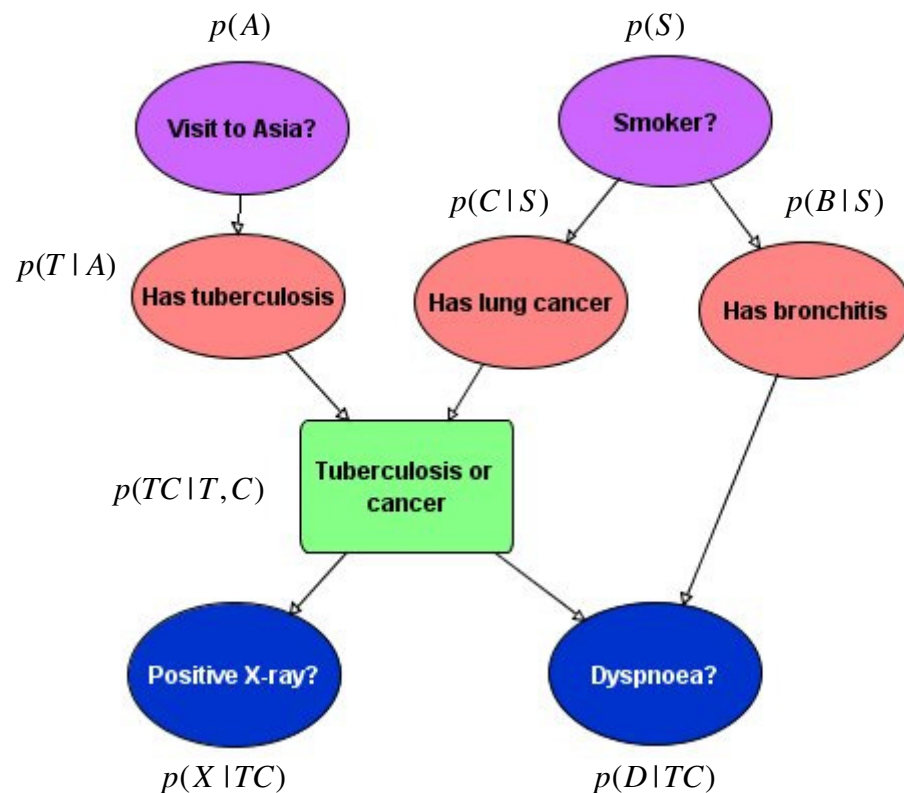 p(A)
p(S)
Visit to Asia?
Smoker?
p(C | S)
p(B | S)
p(T | A)
Has tuberculosis
Has lung cancer
Has bronchitis
Tuberculosis or
cancer
p(TC | T, C)
Positive X-ray?
Dyspnoea?
p(X | TC)
p(D | TC)